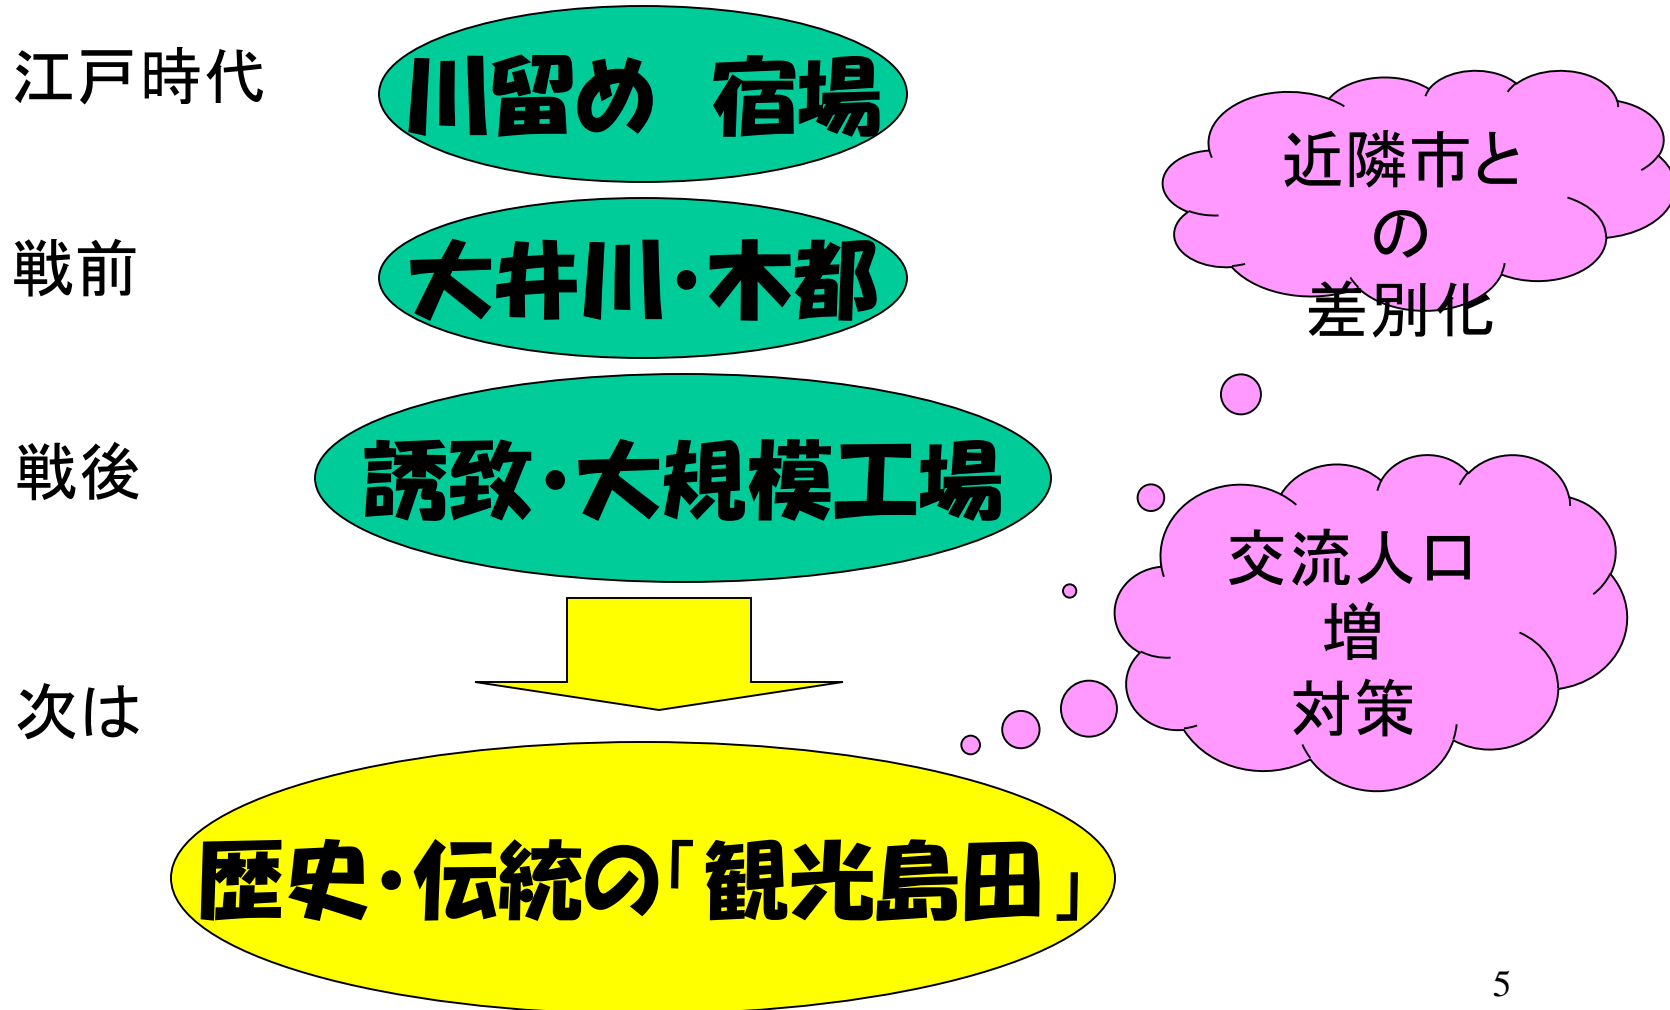 江戸時代
川留め　宿場
戦前
大井川・木都
戦後
誘致・大規模工場
次は
歴史・伝統の「観光島田」
近隣市と
の
差別化
交流人口
増
対策
5